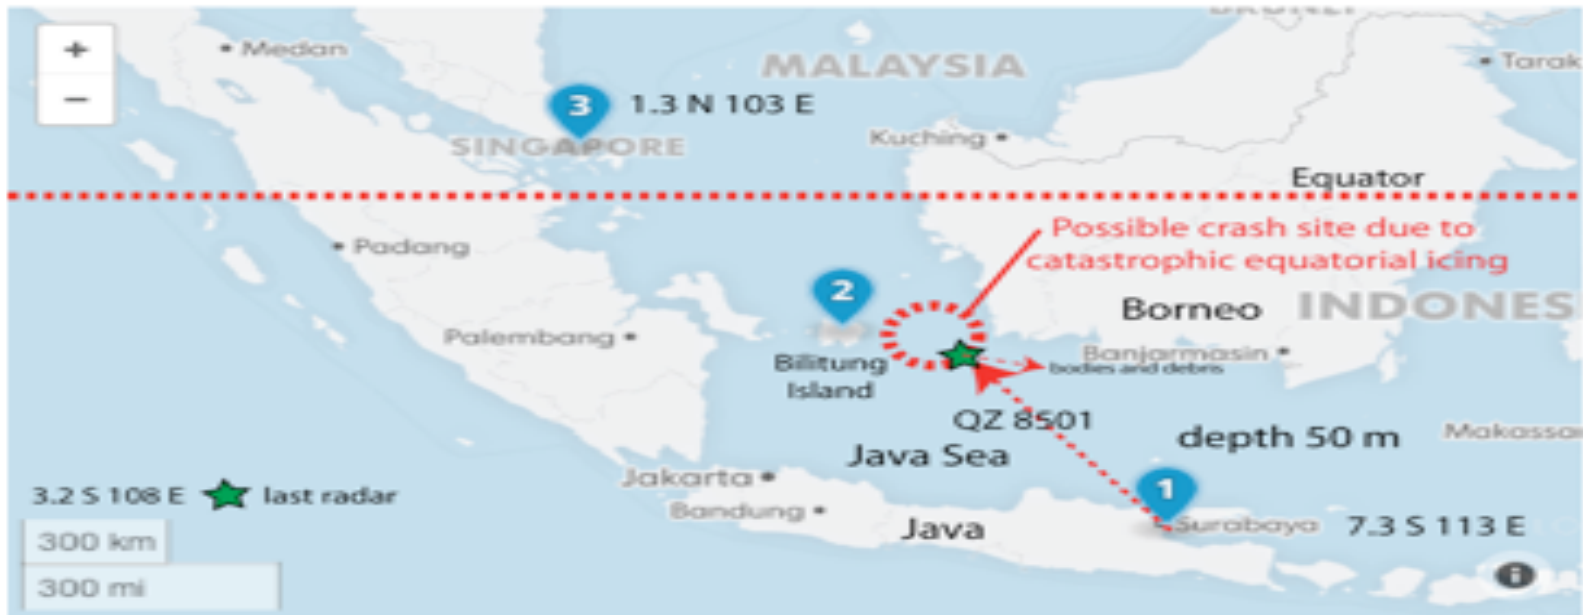 +
−
Medan
MALAYSIA
Tarak
3
1.3 N 103 E
SINGAPORE
Kuching
Equator
Possible crash site due to
catastrophic equatorial icing
Padang
2
Borneo
INDONES
Palembang
Bilitung
Island
Banjarmasin
bodies and debris
QZ 8501
depth 50 m
Makassa
Java Sea
Jakarta
1
3.2 S 108 E
last radar
Bandung
Java
Surabaya
7.3 S 113 E
300 km
300 mi
i